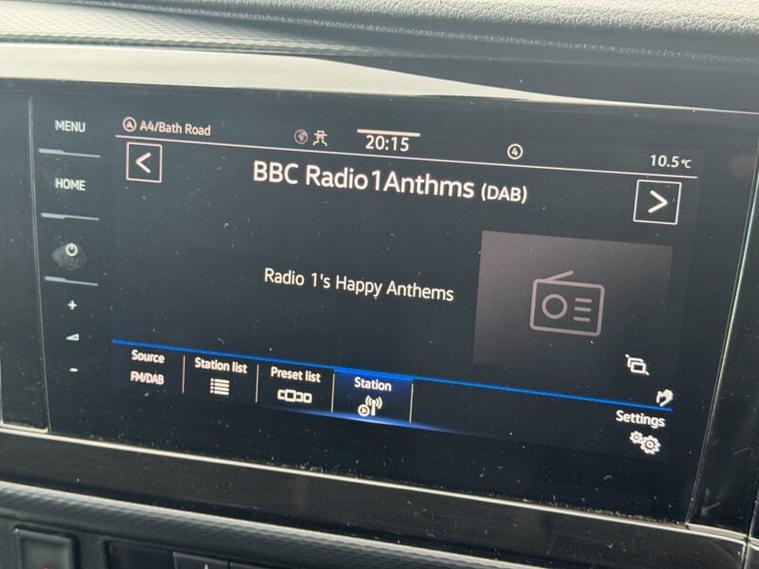 MENU
HOME
+
-
A4/Bath Road
20:15
4
10.5°C
BBC Radio1Anthms (DAB)
Radio 1's Happy Anthems
Source
FM/DAB
Station list
Preset list
Station
Settings